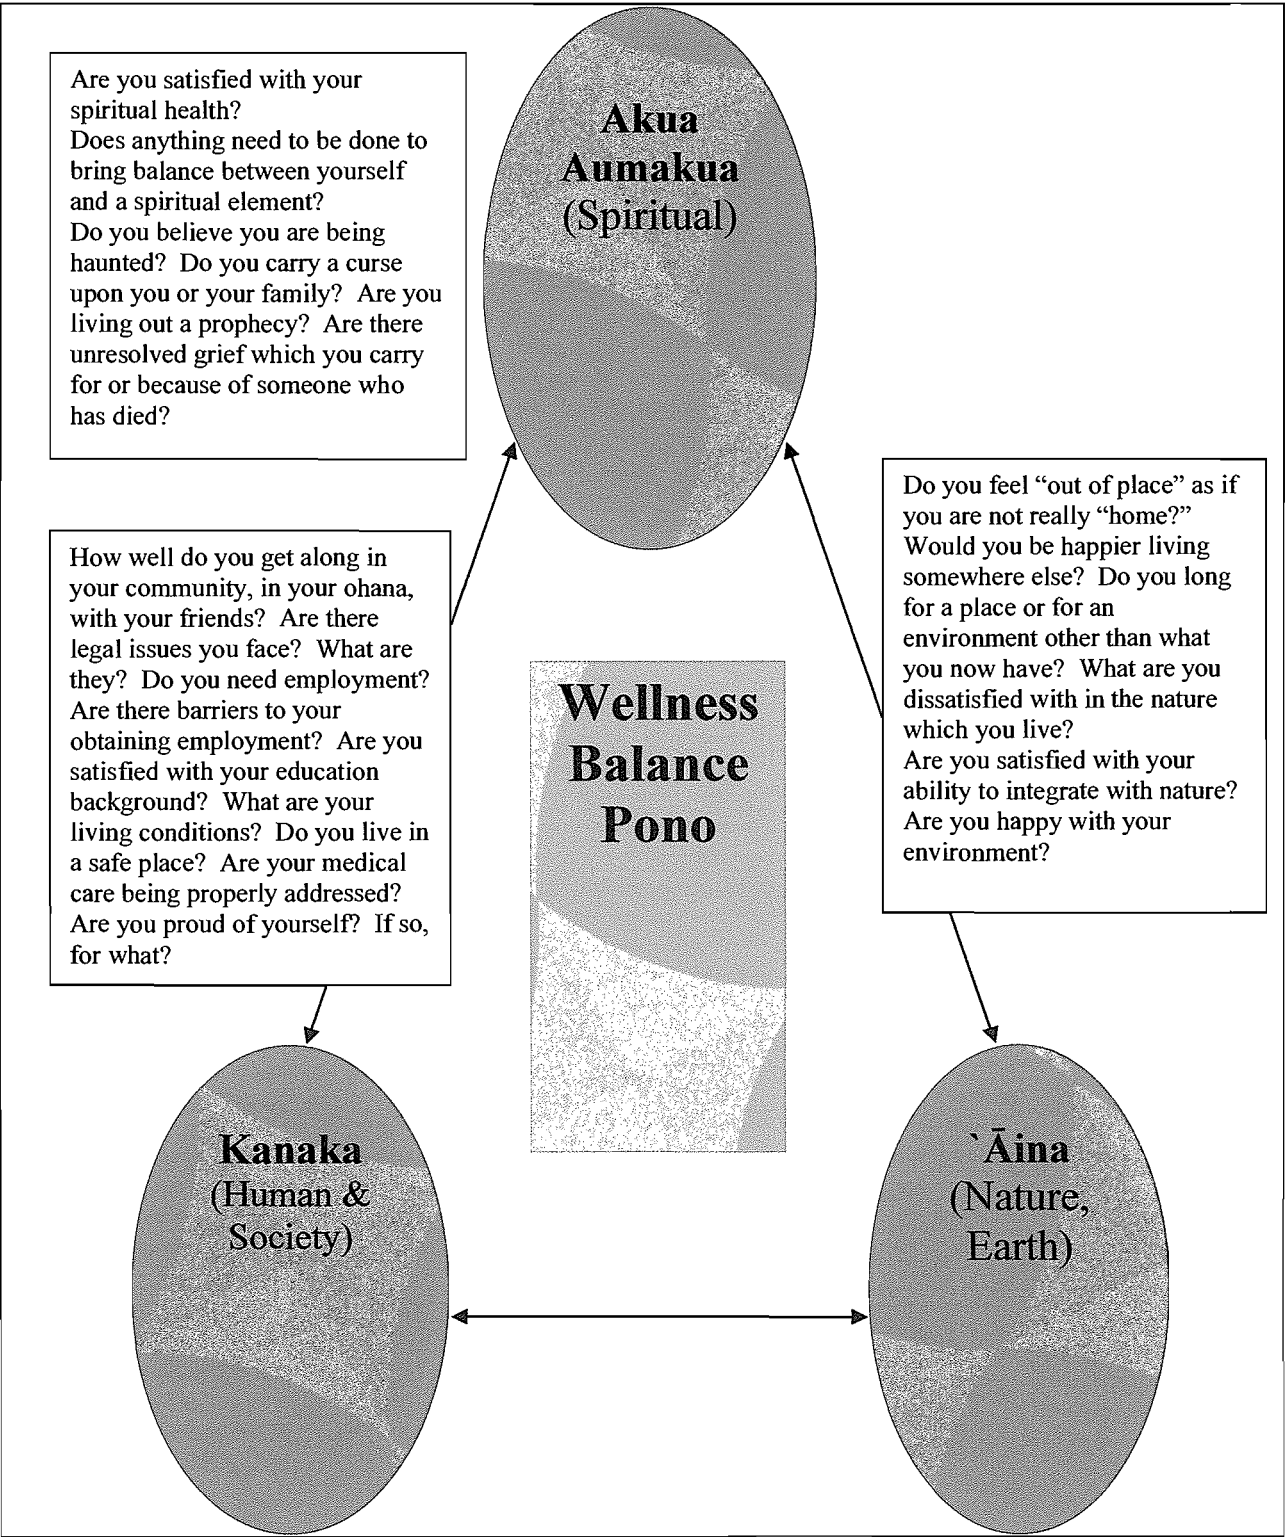 Akua
Aumakua
(Spiritual)
Are you satisfied with your
spiritual health?
Does anything need to be done to
bring balance between yourself
and a spiritual element?
Do you believe you are being
haunted?  Do you carry a curse
upon you or your family?  Are you
living out a prophecy?  Are there
unresolved grief which you carry
for or because of someone who
has died?
How well do you get along in
your community, in your ohana,
with your friends?  Are there
legal issues you face?  What are
they?  Do you need employment?
Are there barriers to your
obtaining employment?  Are you
satisfied with your education
background?  What are your
living conditions?  Do you live in
a safe place?  Are your medical
care being properly addressed?
Are you proud of yourself?  If so,
for what?
Wellness
Balance
Pono
Do you feel “out of place” as if
you are not really “home?”
Would you be happier living
somewhere else?  Do you long
for a place or for an
environment other than what
you now have?  What are you
dissatisfied with in the nature
which you live?
Are you satisfied with your
ability to integrate with nature?
Are you happy with your
environment?
Kanaka
(Human &
Society)
`Āina
(Nature,
Earth)